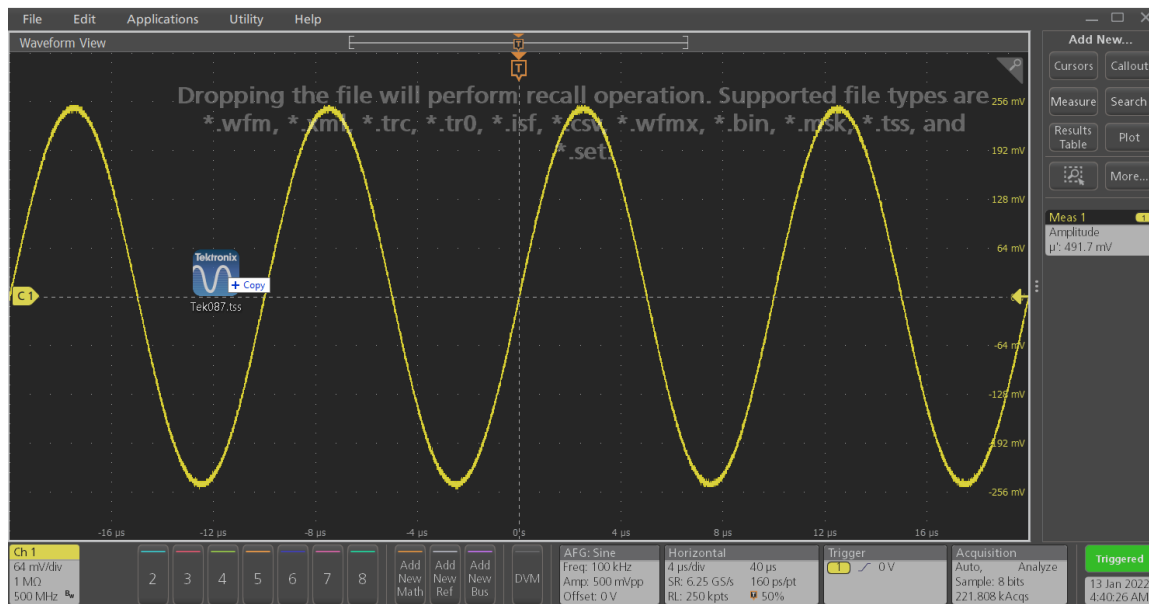 File Edit Applications Utility Help
Waveform View
T
T
Dropping the file will perform recall operation. Supported file types are
*.wfm, *.xml, *.trc, *.tr0, *.isf, *.csv, *.wfmx, *.bin, *.msk, *.tss, and
*.set.
256 mV
192 mV
128 mV
64 mV
-64 mV
-128 mV
-192 mV
-256 mV
C 1
Tektronix
+ Copy
Tek087.tss
-16 µs -12 µs -8 µs -4 µs 0 s 4 µs 8 µs 12 µs 16 µs
Add New...
Cursors Callout
Measure Search
Results
Table
Plot
More...
Meas 1 1
Amplitude
µ': 491.7 mV
Ch 1
64 mV/div
1 MΩ
500 MHz Bw
2 3 4 5 6 7 8
Add
New
Math
Add
New
Ref
Add
New
Bus
DVM
AFG: Sine
Freq: 100 kHz
Amp: 500 mvpp
Offset: 0 V
Horizontal
4 µs/div 40 µs
SR: 6.25 GS/s 160 ps/pt
RL: 250 kpts 50%
Trigger
1 0 V
Acquisition
Auto, Analyze
Sample: 8 bits
221.808 kAcqs
Triggered
13 Jan 2022
4:40:26 AM